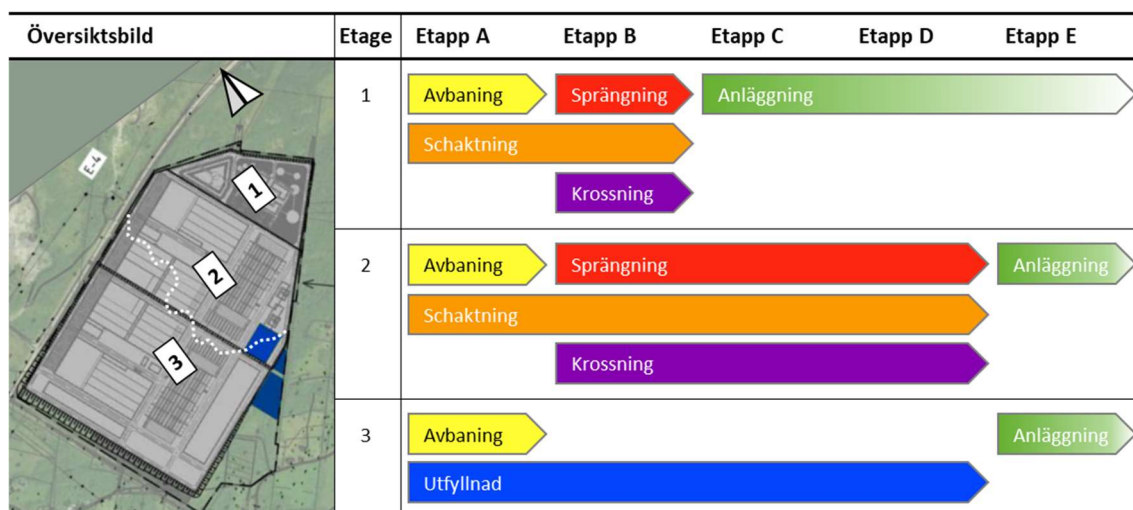 Översiktsbild Etage Etapp A Etapp B Etapp C Etapp D Etapp E
E-4
1
2
3
1 Avbaning Sprängning Anläggning
Schaktning
Krossning
2 Avbaning Sprängning Anläggning
Schaktning
Krossning
3 Avbaning Anläggning
Utfyllnad